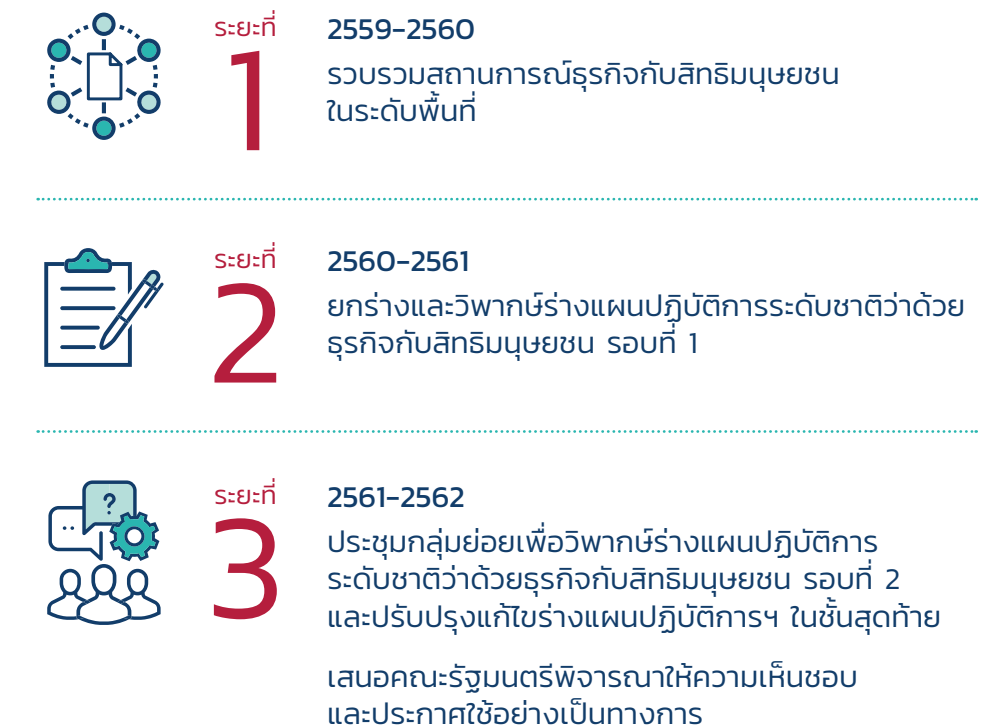 ระยะที่
1
2559-2560
รวบรวมสถานการณ์ธุรกิจกับสิทธิมนุษยชน
ในระดับพื้นที่
ระยะที่
2
2560-2561
ยกร่างและวิพากษ์ร่างแผนปฏิบัติการระดับชาติว่าด้วย
ธุรกิจกับสิทธิมนุษยชน รอบที่ 1
ระยะที่
3
2561-2562
ประชุมกลุ่มย่อยเพื่อวิพากษ์ร่างแผนปฏิบัติการ
ระดับชาติว่าด้วยธุรกิจกับสิทธิมนุษยชน รอบที่ 2
และปรับปรุงแก้ไขร่างแผนปฏิบัติการฯ ในชั้นสุดท้าย
เสนอคณะรัฐมนตรีพิจารณาให้ความเห็นชอบ
และประกาศใช้อย่างเป็นทางการ